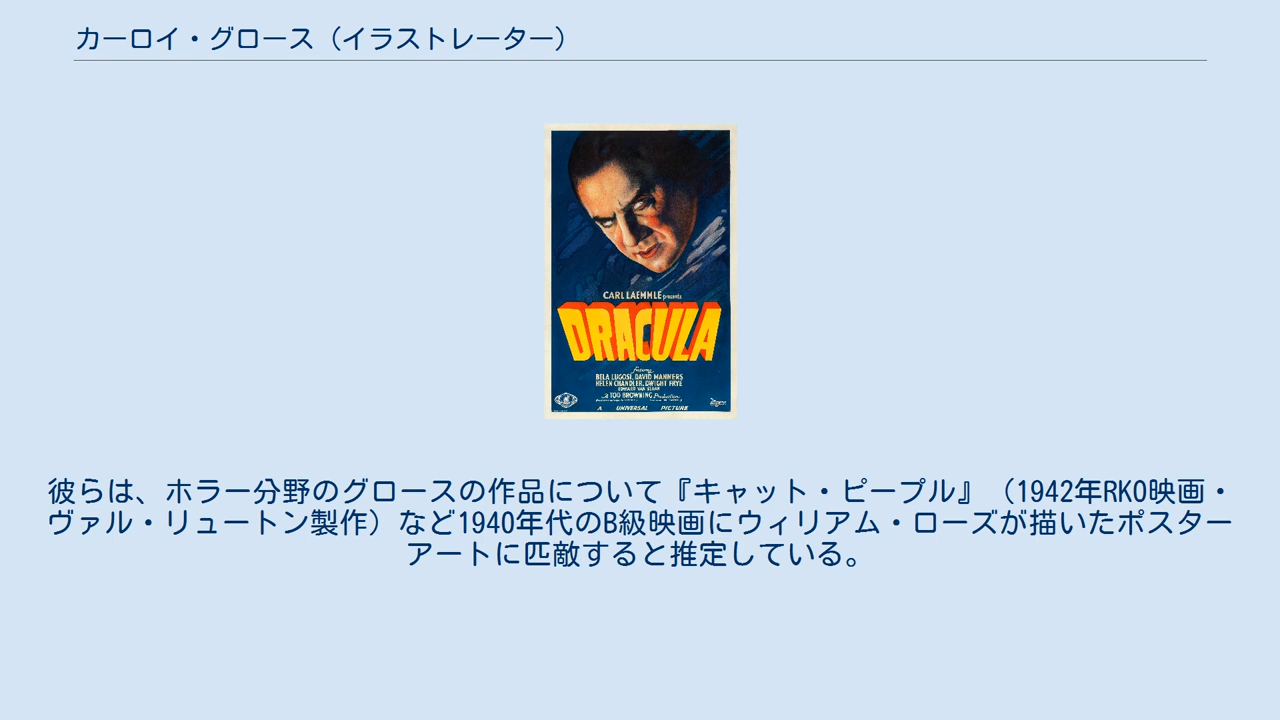 カーロイ・グロース（イラストレーター）
CARL LAEMMLE presents
DRACULA
BELA LUGOSI, DAVID MANNERS
HELEN CHANDLER, DWIGHT FRYE
EDWARD VAN SLOAN
A TOD BROWNING Production
A UNIVERSAL PICTURE
彼らは、ホラー分野のグロースの作品について『キャット・ピープル』（1942年RKO映画・
ヴァル・リュートン製作）など1940年代のB級映画にウィリアム・ローズが描いたポスター
アートに匹敵すると推定している。